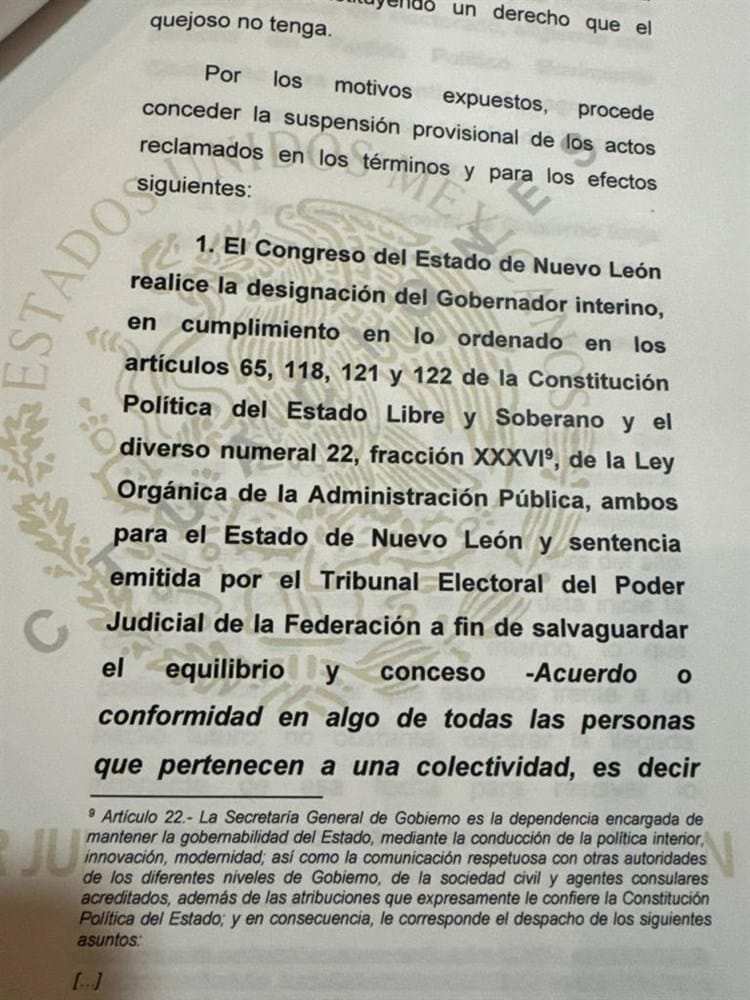 un derecho que el
quejoso no tenga.
Por los motivos expuestos, procede
conceder la suspensión provisional de los actos
reclamados en los términos y para los efectos
siguientes:
1. El Congreso del Estado de Nuevo León
realice la designación del Gobernador interino,
en cumplimiento en lo ordenado en los
artículos 65, 118, 121 y 122 de la Constitución
Política del Estado Libre y Soberano y el
diverso numeral 22, fracción XXXVI⁹, de la Ley
Orgánica de la Administración Pública, ambos
para el Estado de Nuevo León y sentencia
emitida por el Tribunal Electoral del Poder
Judicial de la Federación a fin de salvaguardar
el equilibrio y conceso -Acuerdo o
conformidad en algo de todas las personas
que pertenecen a una colectividad, es decir
⁹ Artículo 22.- La Secretaría General de Gobierno es la dependencia encargada de
mantener la gobernabilidad del Estado, mediante la conducción de la política interior,
innovación, modernidad; así como la comunicación respetuosa con otras autoridades
de los diferentes niveles de Gobierno, de la sociedad civil y agentes consulares
acreditados, además de las atribuciones que expresamente le confiere la Constitución
Política del Estado; y en consecuencia, le corresponde el despacho de los siguientes
asuntos:
[...]
ESTADOS UNIDOS MEXICANOS